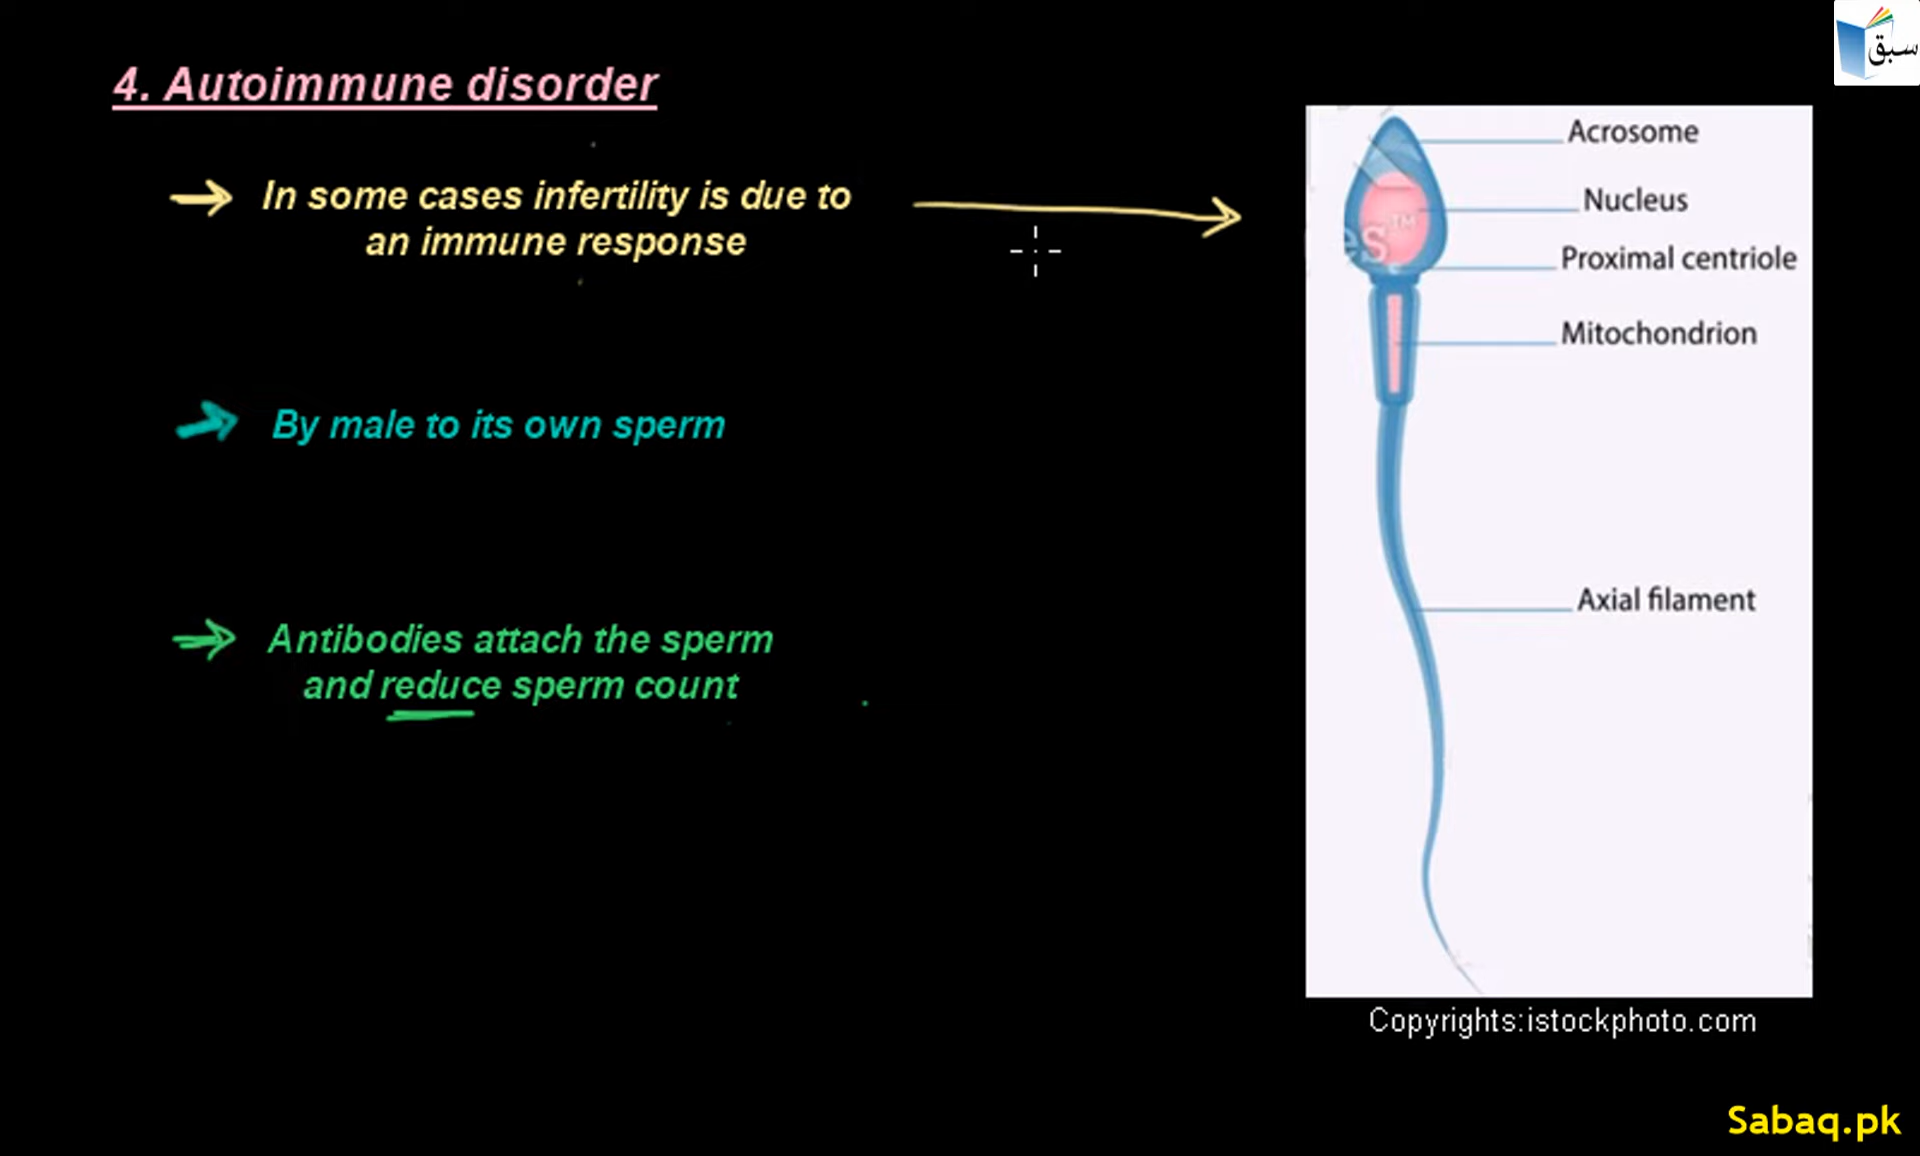 سبق
4. Autoimmune disorder
In some cases infertility is due to
an immune response
By male to its own sperm
Antibodies attach the sperm
and reduce sperm count
Acrosome
Nucleus
es™
Proximal centriole
Mitochondrion
Axial filament
Copyrights:istockphoto.com
Sabaq.pk